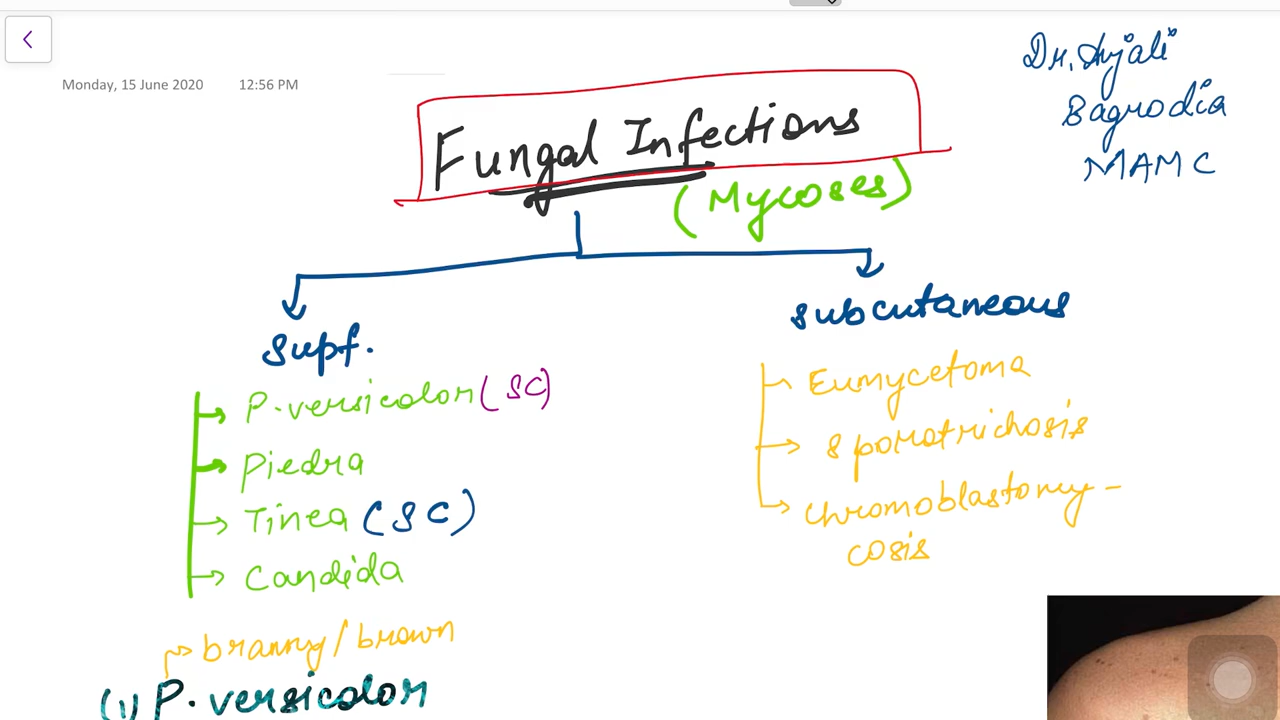 Monday, 15 June 2020 12:56 PM
Dr. Anjali
Bagrodia
MAMC
Fungal Infections
(Mycoses)
Supf.
P. versicolor (SC)
Piedra
Tinea (SC)
Candida
Subcutaneous
Eumycetoma
Sporotrichosis
Chromoblastomy-
cosis
branny/brown
(1) P. versicolor